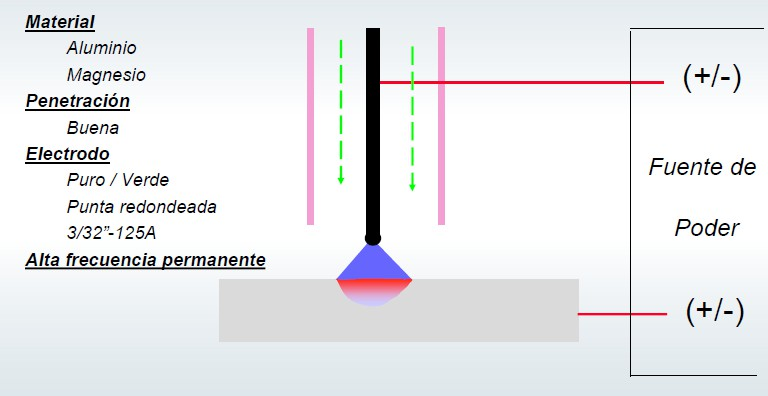 Material
Aluminio
Magnesio
Penetración
Buena
Electrodo
Puro / Verde
Punta redondeada
3/32”-125A
Alta frecuencia permanente
(+/-)
Fuente de
Poder
(+/-)